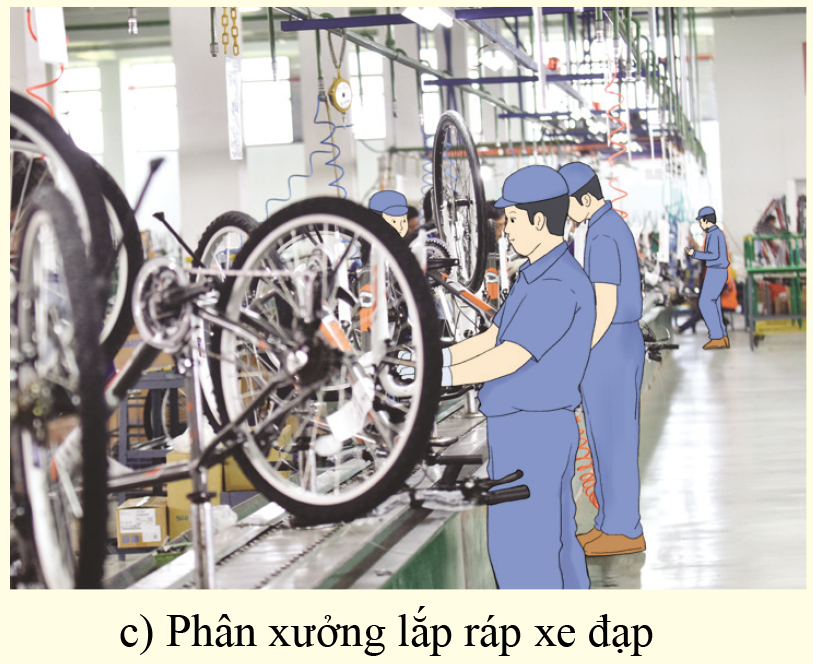 c) Phân xưởng lắp ráp xe đạp